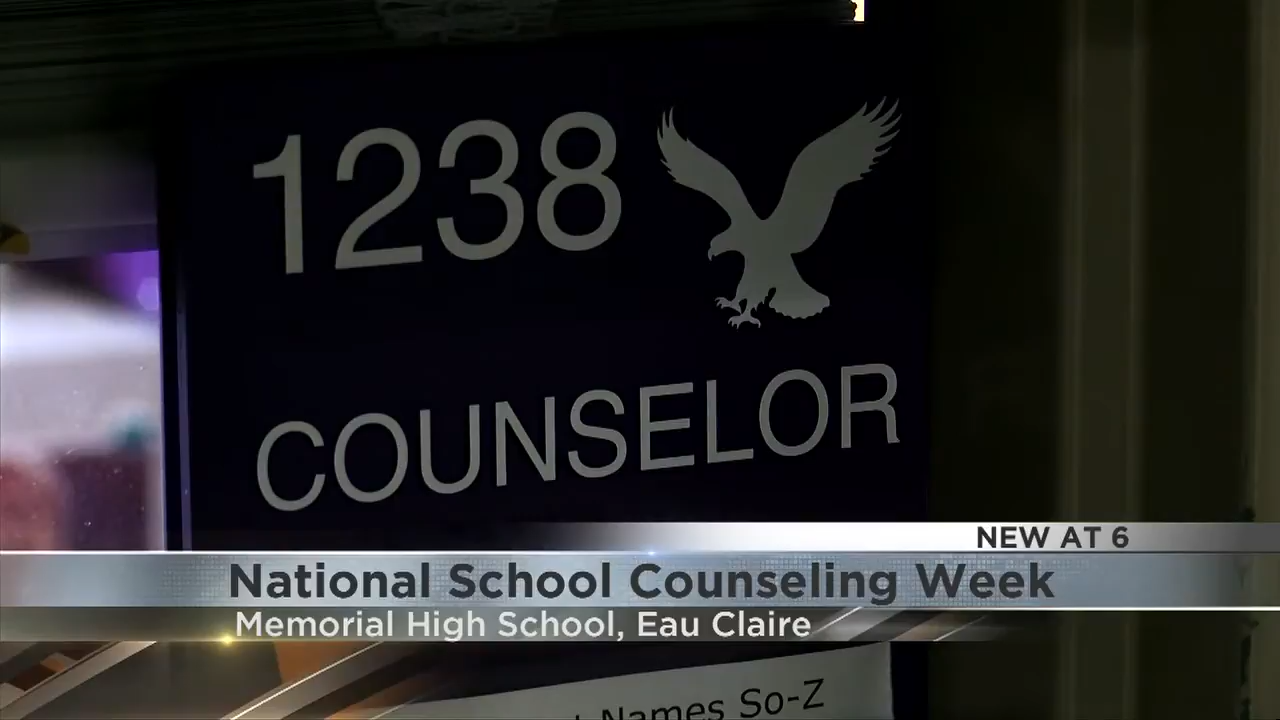 1238
COUNSELOR
NEW AT 6
National School Counseling Week
Memorial High School, Eau Claire
Names So-Z